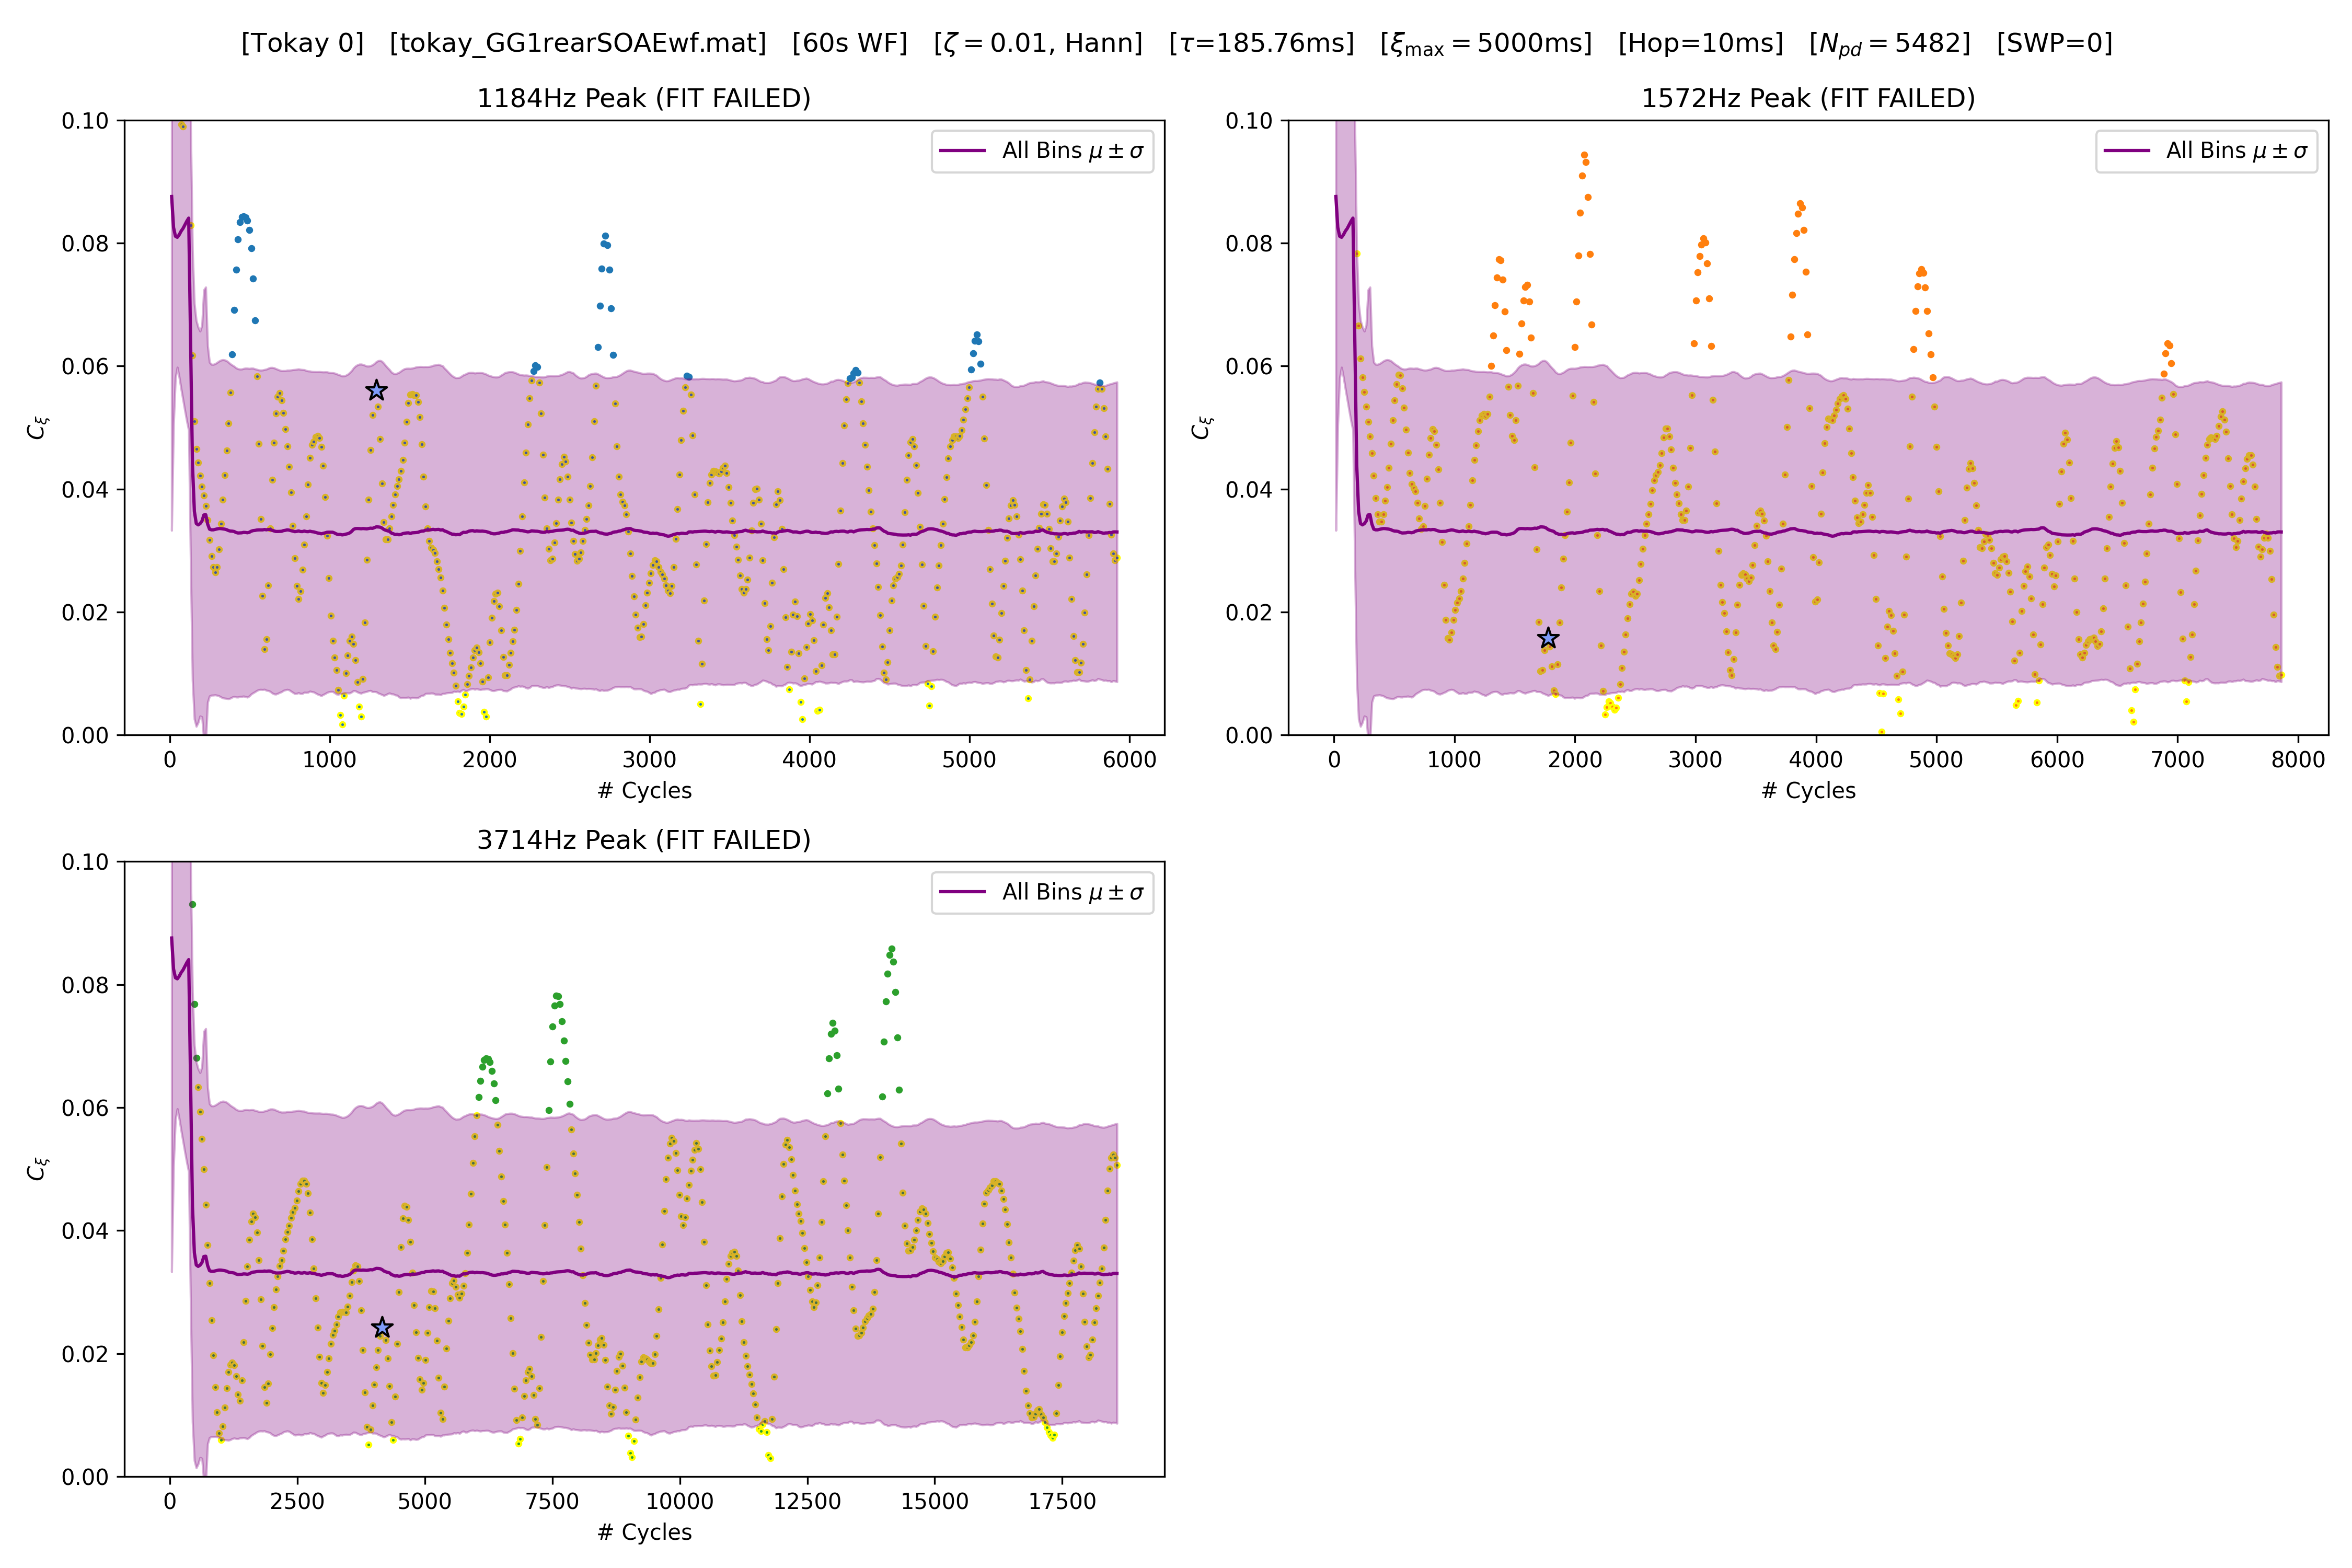 [Tokay 0] [tokay_GG1rearSOAEwf.mat] [60s WF] [ζ = 0.01, Hann] [τ=185.76ms] [ξmax = 5000ms] [Hop=10ms] [Npd = 5482] [SWP=0]
1184Hz Peak (FIT FAILED)
All Bins μ ± σ
0.10
0.08
0.06
0.04
0.02
0.00
Cξ
0 1000 2000 3000 4000 5000 6000
# Cycles
1572Hz Peak (FIT FAILED)
All Bins μ ± σ
0.10
0.08
0.06
0.04
0.02
0.00
Cξ
0 1000 2000 3000 4000 5000 6000 7000 8000
# Cycles
3714Hz Peak (FIT FAILED)
All Bins μ ± σ
0.10
0.08
0.06
0.04
0.02
0.00
Cξ
0 2500 5000 7500 10000 12500 15000 17500
# Cycles